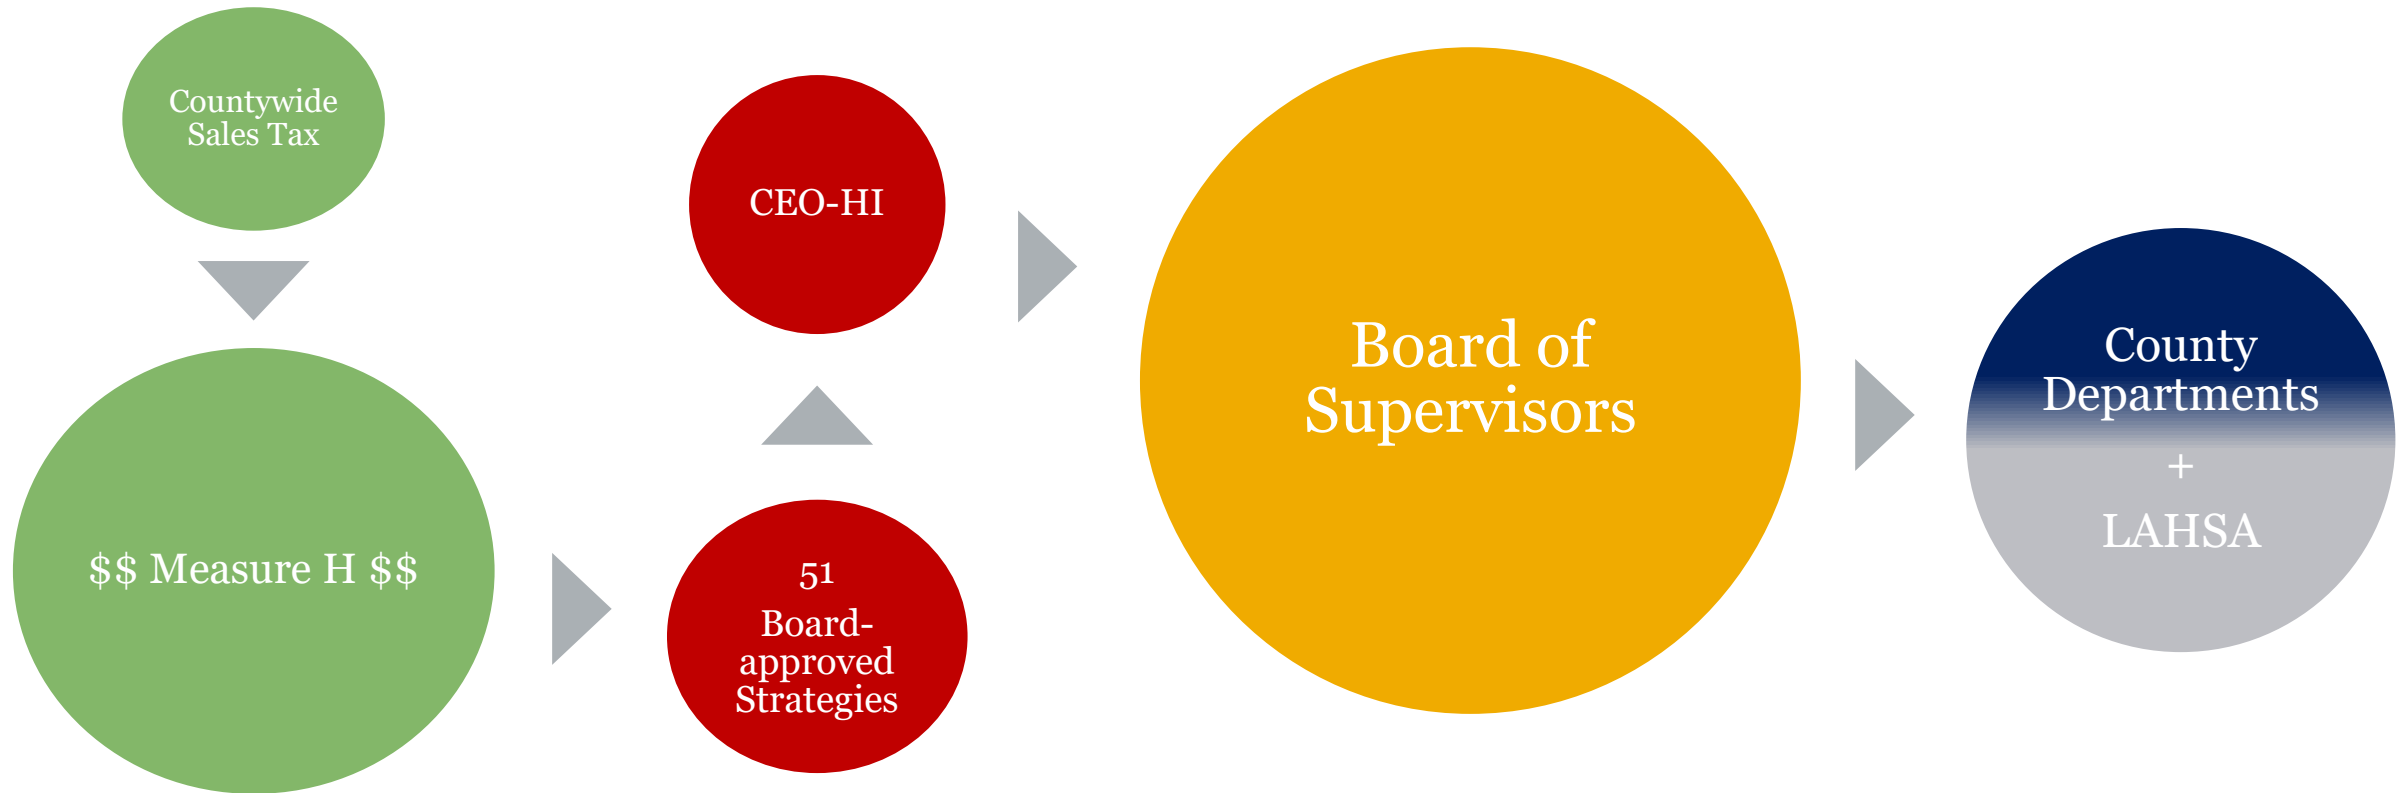 Countywide
Sales Tax
$$ Measure H $$
51
Board-
approved
Strategies
CEO-HI
Board of
Supervisors
County
Departments
+
LAHSA